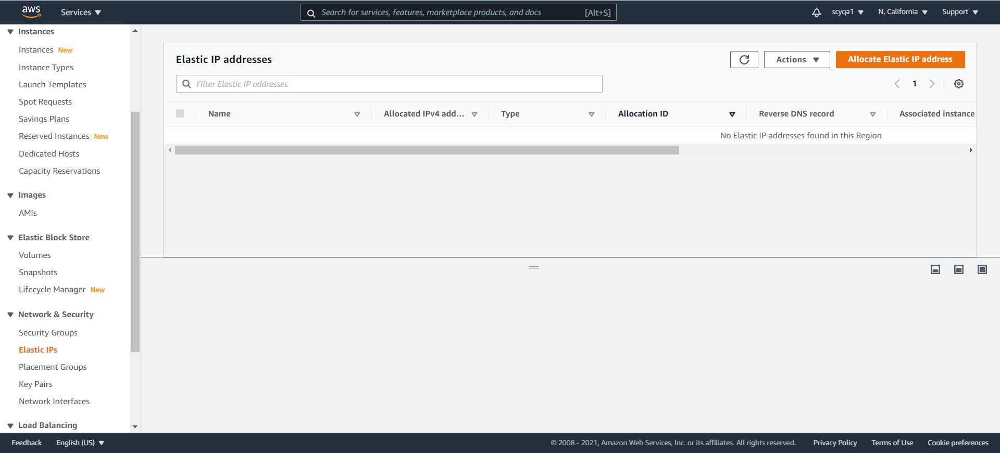 aws
Services
Search for services, features, marketplace products, and docs [Alt+S]
scyqa1
N. California
Support
Instances
Instances New
Instance Types
Launch Templates
Spot Requests
Savings Plans
Reserved Instances New
Dedicated Hosts
Capacity Reservations
Images
AMIs
Elastic Block Store
Volumes
Snapshots
Lifecycle Manager New
Network & Security
Security Groups
Elastic IPs
Placement Groups
Key Pairs
Network Interfaces
Load Balancing
Elastic IP addresses
Actions
Allocate Elastic IP address
Filter Elastic IP addresses
1
Name Allocated IPv4 add... Type Allocation ID Reverse DNS record Associated instance
No Elastic IP addresses found in this Region
Feedback English (US) © 2008 - 2021, Amazon Web Services, Inc. or its affiliates. All rights reserved. Privacy Policy Terms of Use Cookie preferences